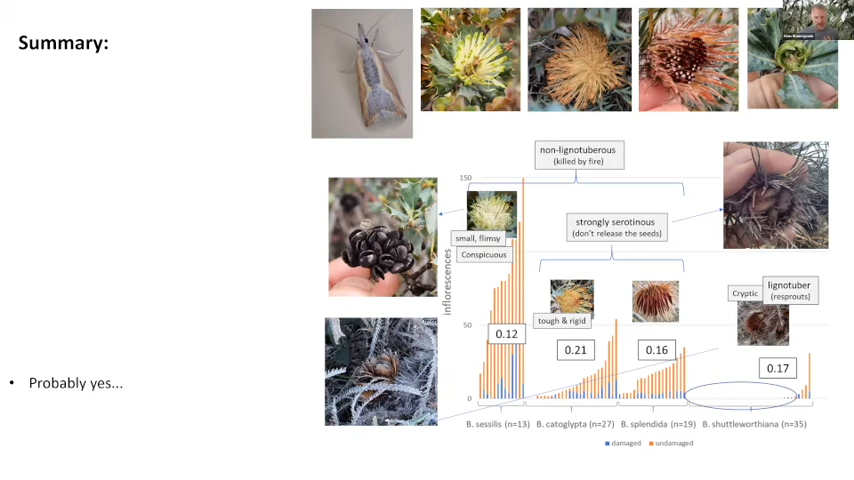 Summary:
• Probably yes...
non-lignotuberous
(killed by fire)
150
strongly serotinous
(don't release the seeds)
small, flimsy
Conspicuous
inflorescences
Cryptic
lignotuber
(resprouts)
tough & rigid
50
0.12
0.21
0.16
0.17
0
B. sessilis (n=13)
B. catoglypta (n=27)
B. splendida (n=19)
B. shuttleworthiana (n=35)
damaged
undamaged